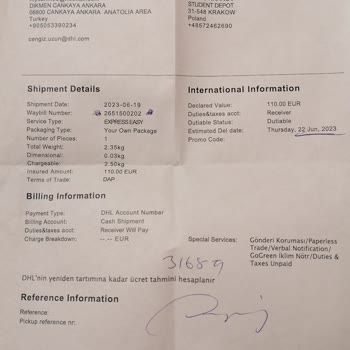 DIKMEN CANKAYA ANKARA
06800 CANKAYA ANKARA ANATOLIA AREA
Turkey
+905053390234
cengiz.uzun@dhl.com
STUDENT DEPOT
31-548 KRAKOW
Poland
+48572462690
Shipment Details
Shipment Date: 2023-06-19
Waybill Number: 2651500202
Service Type: EXPRESS EASY
Packaging Type: Your Own Package
Number of Pieces: 1
Total Weight: 2.35kg
Dimensional: 0.03kg
Chargeable: 2.50kg
Insured Amount: 110.00 EUR
Terms of Trade: DAP
International Information
Declared Value: 110.00 EUR
Duties&taxes acct: Receiver
Dutiable Status: Dutiable
Estimated Del date: Thursday, 22 Jun, 2023
Promo Code:
Billing Information
Payment Type: DHL Account Number
Billing Account: Cash Shipment
Duties&taxes acct: Receiver Will Pay
Charge Breakdown: -- EUR
Special Services: Gönderi Koruması/Paperless
Trade/Verbal Notification/
GoGreen Iklim Nötr/Duties &
Taxes Unpaid
DHL'nin yeniden tartımına kadar ücret tahmini hesaplanır
Reference Information
Reference:
Pickup reference nr: